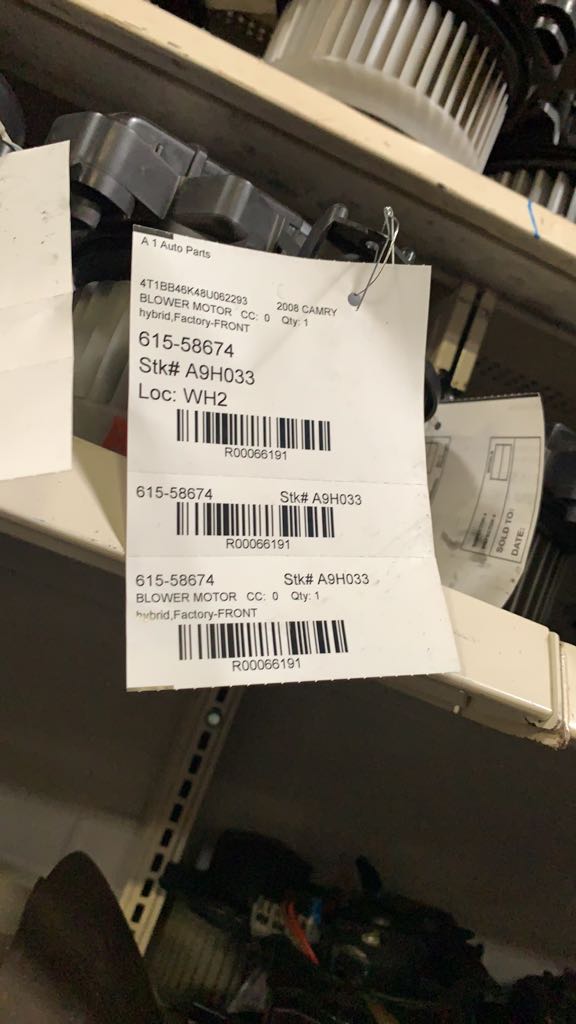 A 1 Auto Parts
4T1BB46K48U062293 2008 CAMRY
BLOWER MOTOR CC: 0 Qty: 1
hybrid,Factory-FRONT
615-58674
Stk# A9H033
Loc: WH2
R00066191
615-58674 Stk# A9H033
R00066191
615-58674 Stk# A9H033
BLOWER MOTOR CC: 0 Qty: 1
hybrid,Factory-FRONT
R00066191
SOLD TO:
DATE: